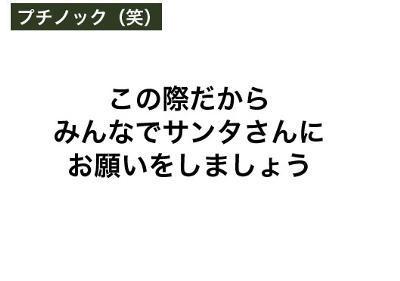 プチノック（笑）
この際だから
みんなでサンタさんに
お願いをしましょう